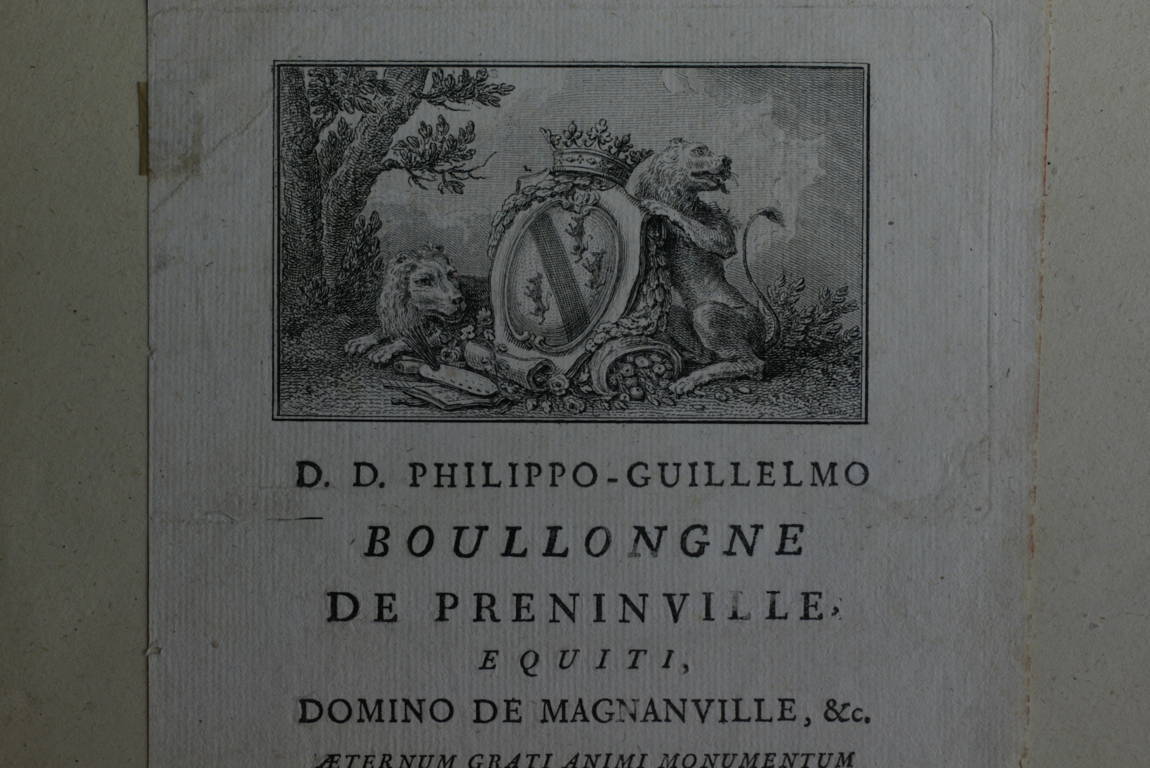 D. D. PHILIPPO-GUILLELMO
BOULLONGNE
DE PRENINVILLE,
EQUITI,
DOMINO DE MAGNANVILLE, &c.
ÆTERNUM GRATI ANIMI MONUMENTUM